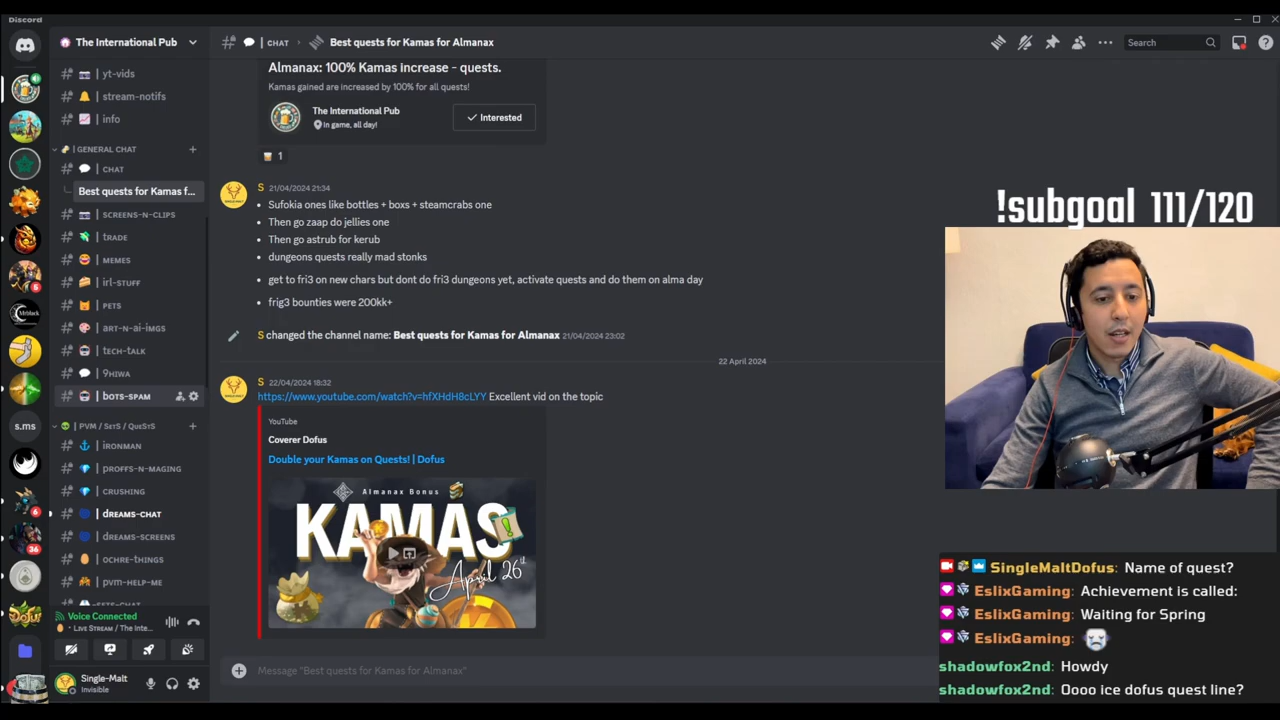 Discord
The International Pub
yt-vids
stream-notifs
info
GENERAL CHAT
CHAT
Best quests for Kamas f...
SCREENS-N-CLIPS
TRADE
MEMES
IRL-STUFF
PETS
ART-N-AI-IMGS
TECH-TALK
9HIWA
BOTS-SPAM
PVM / SETS / QUESTS
IRONMAN
PROFFS-N-MAGING
CRUSHING
DREAMS-CHAT
DREAMS-SCREENS
OCHRE-THINGS
PVM-HELP-ME
Voice Connected
LIVE STREAM / The Inte...
Single-Malt
Invisible
s.ms
6
6
36
CHAT
Best quests for Kamas for Almanax
Search
Almanax: 100% Kamas increase - quests.
Kamas gained are increased by 100% for all quests!
The International Pub
In game, all day!
Interested
1
S 21/04/2024 21:34
• Sufokia ones like bottles + boxs + steamcrabs one
• Then go zaap do jellies one
• Then go astrub for kerub
• dungeons quests really mad stonks
• get to fri3 on new chars but dont do fri3 dungeons yet, activate quests and do them on alma day
• frig3 bounties were 200kk+
S changed the channel name: Best quests for Kamas for Almanax 21/04/2024 23:02
22 April 2024
S 22/04/2024 18:32
https://www.youtube.com/watch?v=hfXHdH8cLYY Excellent vid on the topic
YouTube
Coverer Dofus
Double your Kamas on Quests! | Dofus
Almanax Bonus
KAMAS
April 26th
Message "Best quests for Kamas for Almanax"
!subgoal 111/120
SingleMaltDofus: Name of quest?
EslixGaming: Achievement is called:
EslixGaming: Waiting for Spring
EslixGaming:
shadowfox2nd: Howdy
shadowfox2nd: Oooo ice dofus quest line?